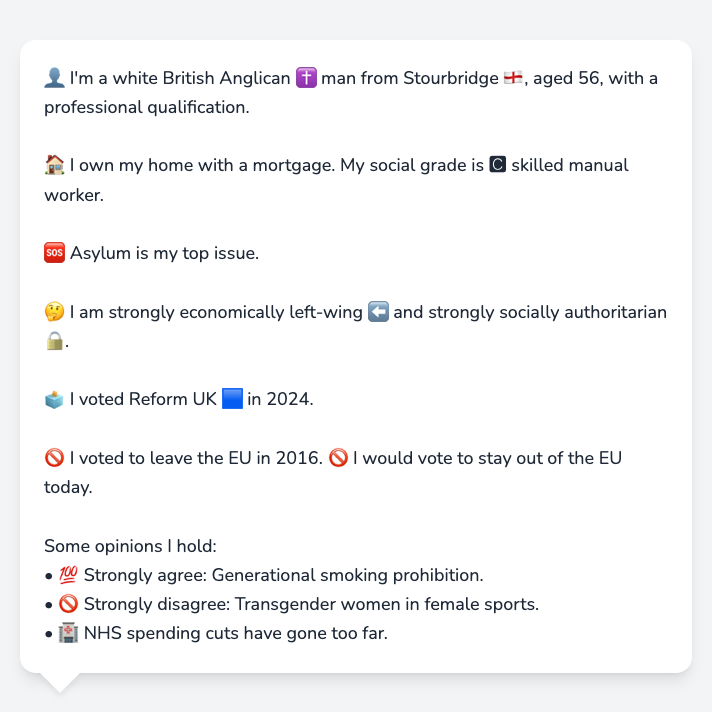 👤 I'm a white British Anglican ✝️ man from Stourbridge 🏴󠁧󠁢󠁥󠁮󠁧󠁿, aged 56, with a
professional qualification.
🏠 I own my home with a mortgage. My social grade is 🅲 skilled manual
worker.
🆘 Asylum is my top issue.
🤔 I am strongly economically left-wing ⬅️ and strongly socially authoritarian
🔒.
🗳️ I voted Reform UK 🟦 in 2024.
🚫 I voted to leave the EU in 2016. 🚫 I would vote to stay out of the EU
today.
Some opinions I hold:
• 💯 Strongly agree: Generational smoking prohibition.
• 🚫 Strongly disagree: Transgender women in female sports.
• 🏥 NHS spending cuts have gone too far.